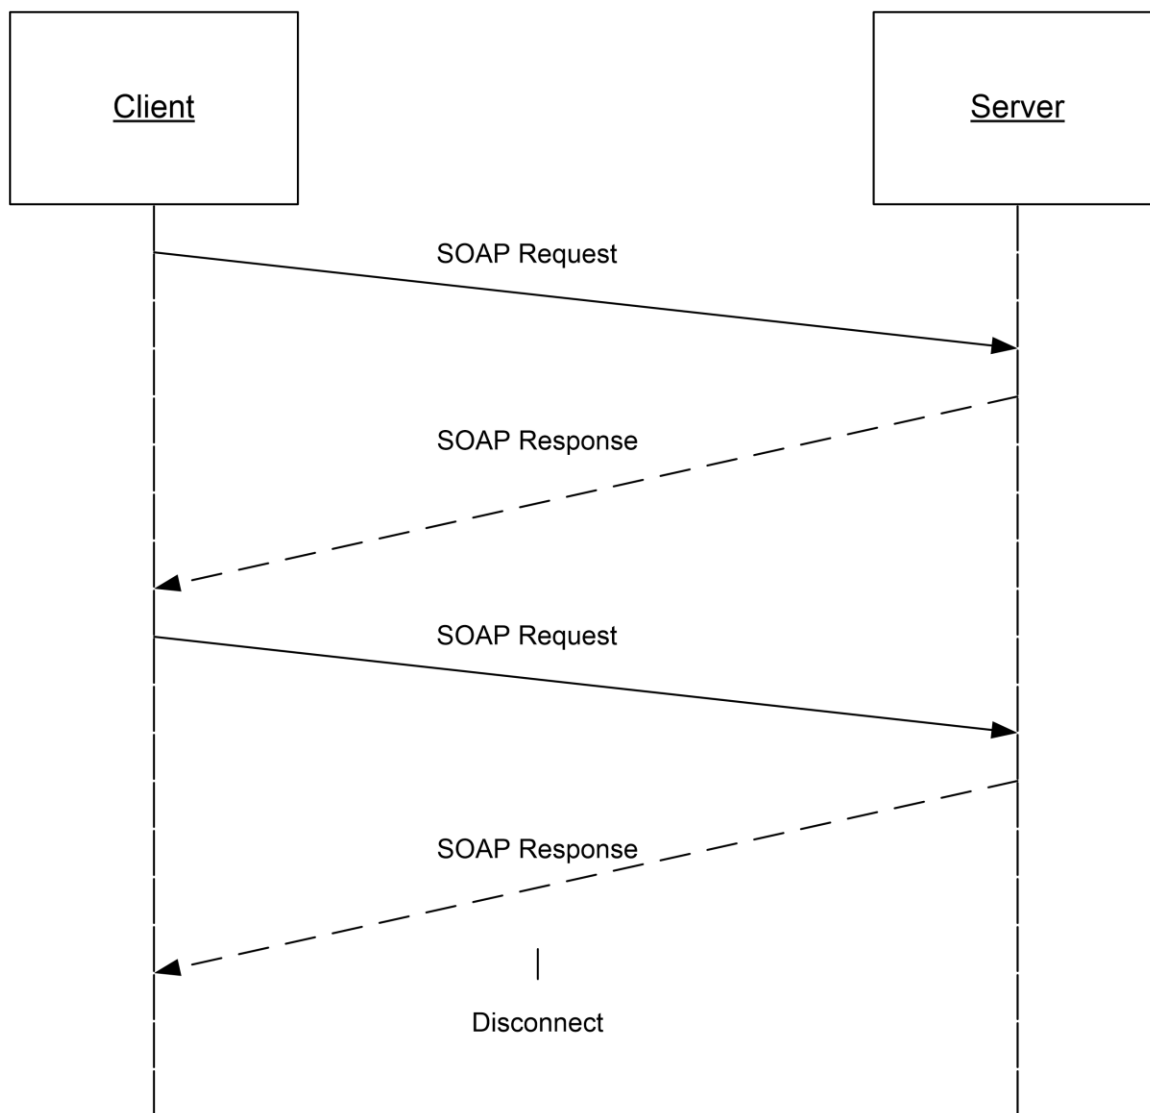 Client
Server
SOAP Request
SOAP Response
SOAP Request
SOAP Response
Disconnect